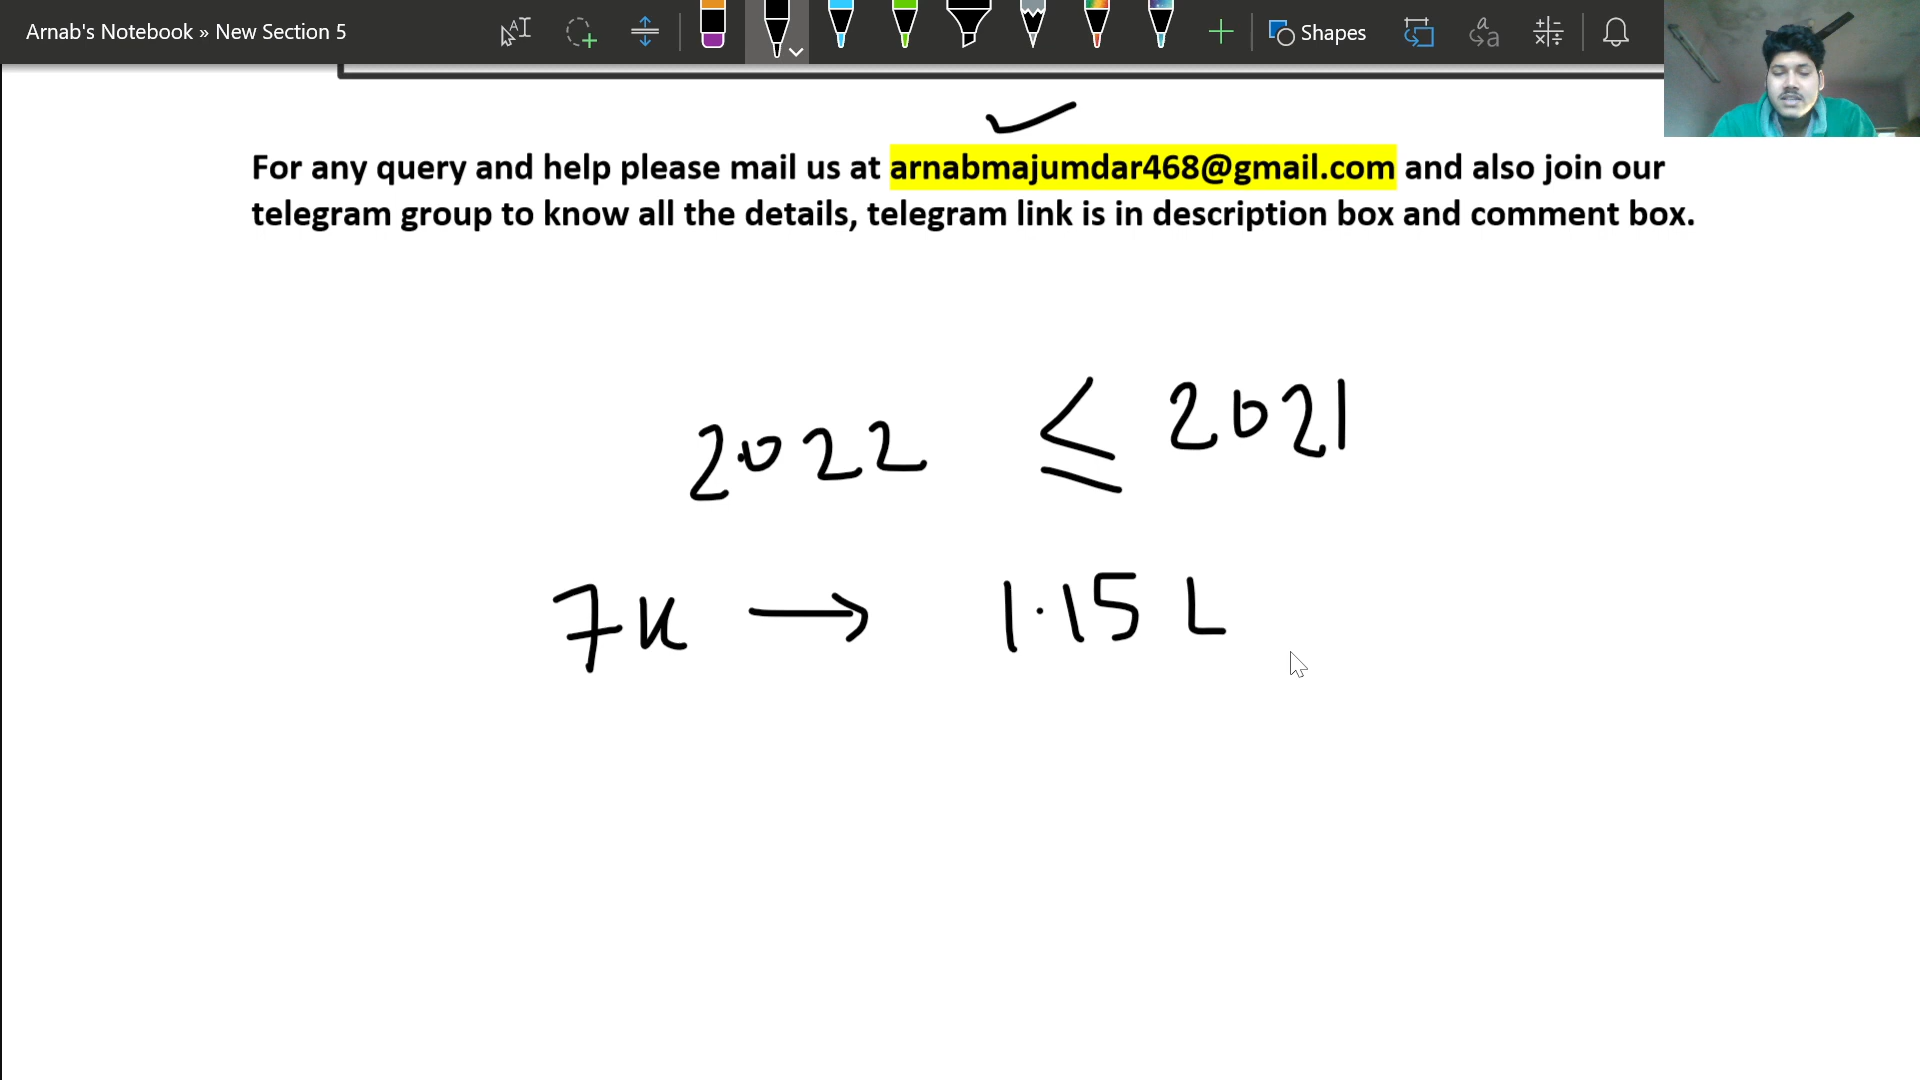 Arnab's Notebook » New Section 5
Shapes
For any query and help please mail us at arnabmajumdar468@gmail.com and also join our
telegram group to know all the details, telegram link is in description box and comment box.
2022 ≤ 2021
7K → 1.15 L